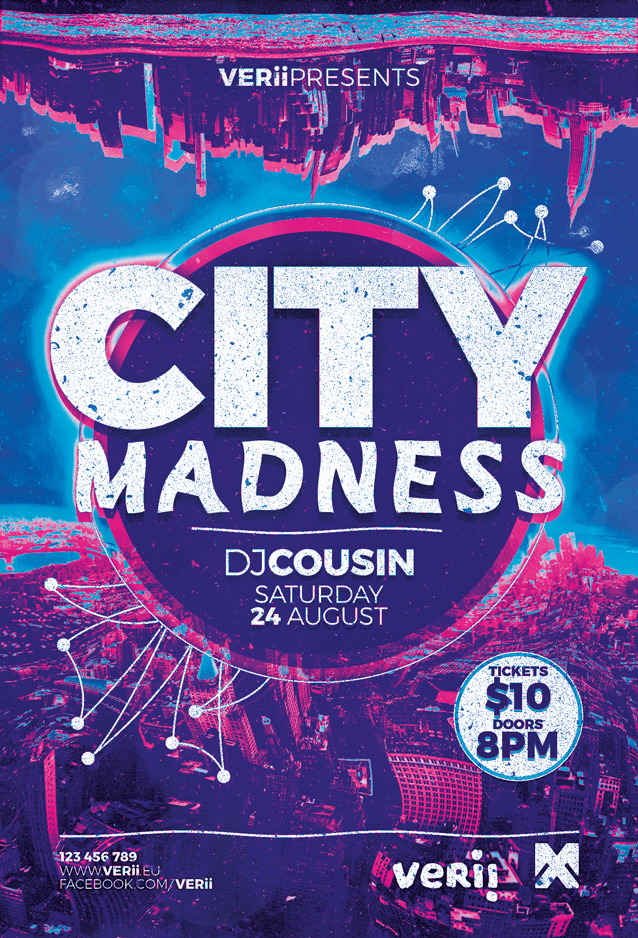 VERiiPRESENTS
CITY
MADNESS
DJCOUSIN
SATURDAY
24 AUGUST
TICKETS
$10
DOORS
8PM
123 456 789
WWW.VERii.EU
FACEBOOK.COM/VERii
veRij